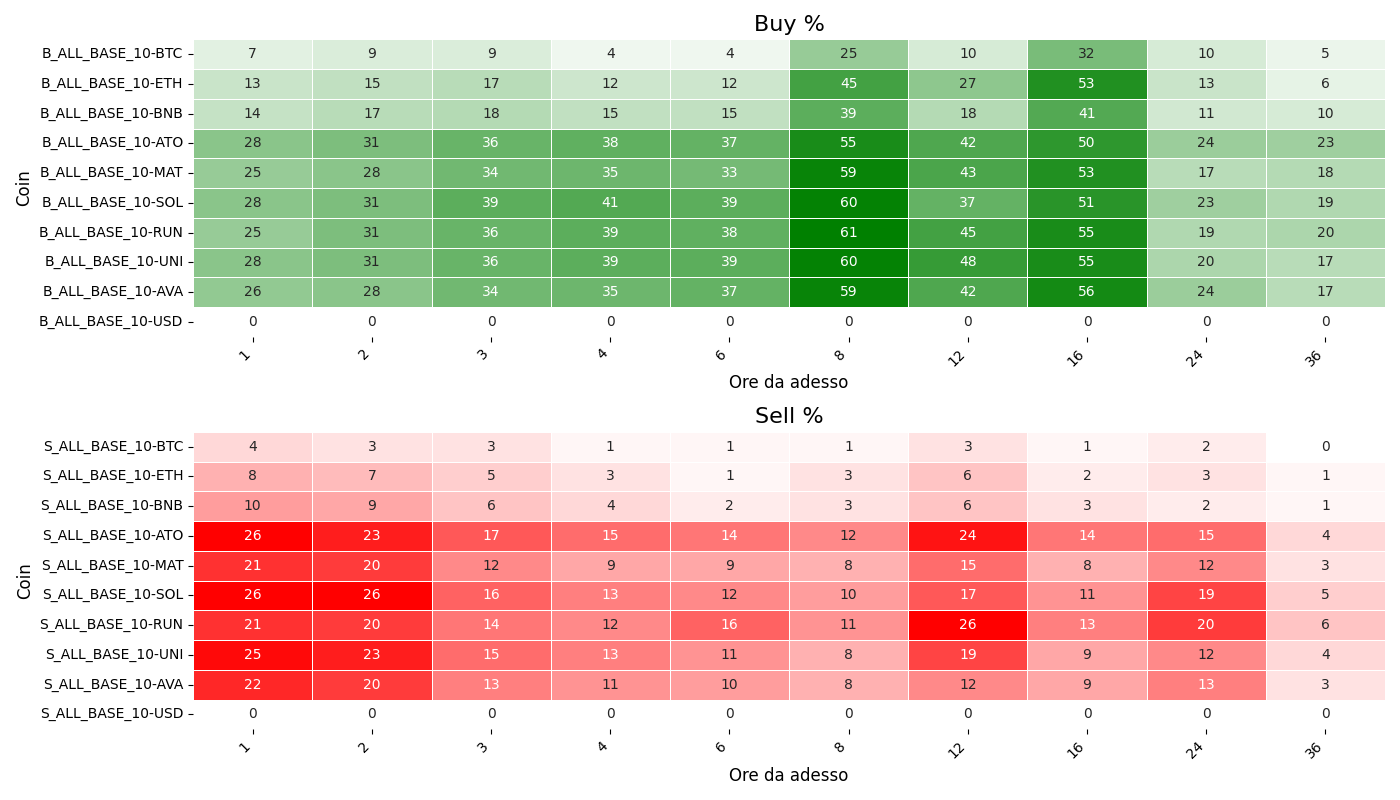 Buy %
Coin
B_ALL_BASE_10-BTC 7 9 9 4 4 25 10 32 10 5
B_ALL_BASE_10-ETH 13 15 17 12 12 45 27 53 13 6
B_ALL_BASE_10-BNB 14 17 18 15 15 39 18 41 11 10
B_ALL_BASE_10-ATO 28 31 36 38 37 55 42 50 24 23
B_ALL_BASE_10-MAT 25 28 34 35 33 59 43 53 17 18
B_ALL_BASE_10-SOL 28 31 39 41 39 60 37 51 23 19
B_ALL_BASE_10-RUN 25 31 36 39 38 61 45 55 19 20
B_ALL_BASE_10-UNI 28 31 36 39 39 60 48 55 20 17
B_ALL_BASE_10-AVA 26 28 34 35 37 59 42 56 24 17
B_ALL_BASE_10-USD 0 0 0 0 0 0 0 0 0 0
1 2 3 4 6 8 12 16 24 36
Ore da adesso
Sell %
Coin
S_ALL_BASE_10-BTC 4 3 3 1 1 1 3 1 2 0
S_ALL_BASE_10-ETH 8 7 5 3 1 3 6 2 3 1
S_ALL_BASE_10-BNB 10 9 6 4 2 3 6 3 2 1
S_ALL_BASE_10-ATO 26 23 17 15 14 12 24 14 15 4
S_ALL_BASE_10-MAT 21 20 12 9 9 8 15 8 12 3
S_ALL_BASE_10-SOL 26 26 16 13 12 10 17 11 19 5
S_ALL_BASE_10-RUN 21 20 14 12 16 11 26 13 20 6
S_ALL_BASE_10-UNI 25 23 15 13 11 8 19 9 12 4
S_ALL_BASE_10-AVA 22 20 13 11 10 8 12 9 13 3
S_ALL_BASE_10-USD 0 0 0 0 0 0 0 0 0 0
1 2 3 4 6 8 12 16 24 36
Ore da adesso